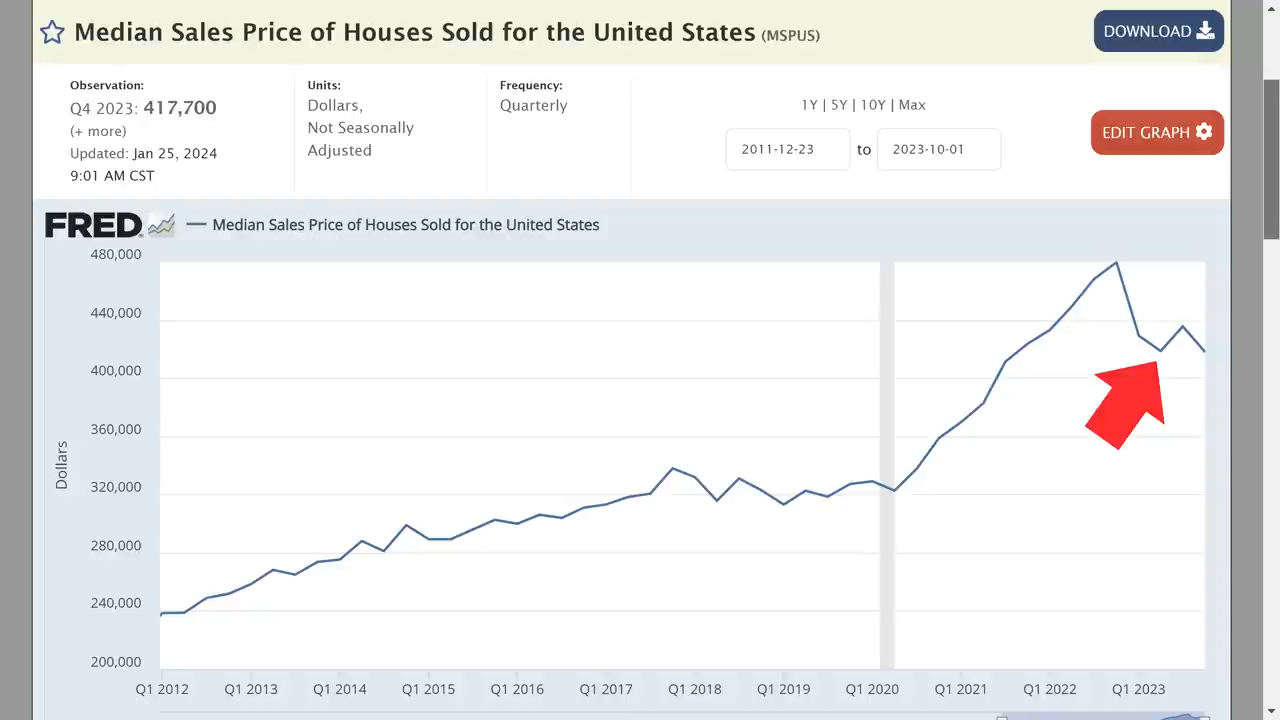 Median Sales Price of Houses Sold for the United States (MSPUS)
DOWNLOAD
Observation:
Q4 2023: 417,700
(+ more)
Updated: Jan 25, 2024
9:01 AM CST
Units:
Dollars,
Not Seasonally
Adjusted
Frequency:
Quarterly
1Y | 5Y | 10Y | Max
2011-12-23 to 2023-10-01
EDIT GRAPH
FRED — Median Sales Price of Houses Sold for the United States
480,000
440,000
400,000
360,000
320,000
280,000
240,000
200,000
Dollars
Q1 2012 Q1 2013 Q1 2014 Q1 2015 Q1 2016 Q1 2017 Q1 2018 Q1 2019 Q1 2020 Q1 2021 Q1 2022 Q1 2023